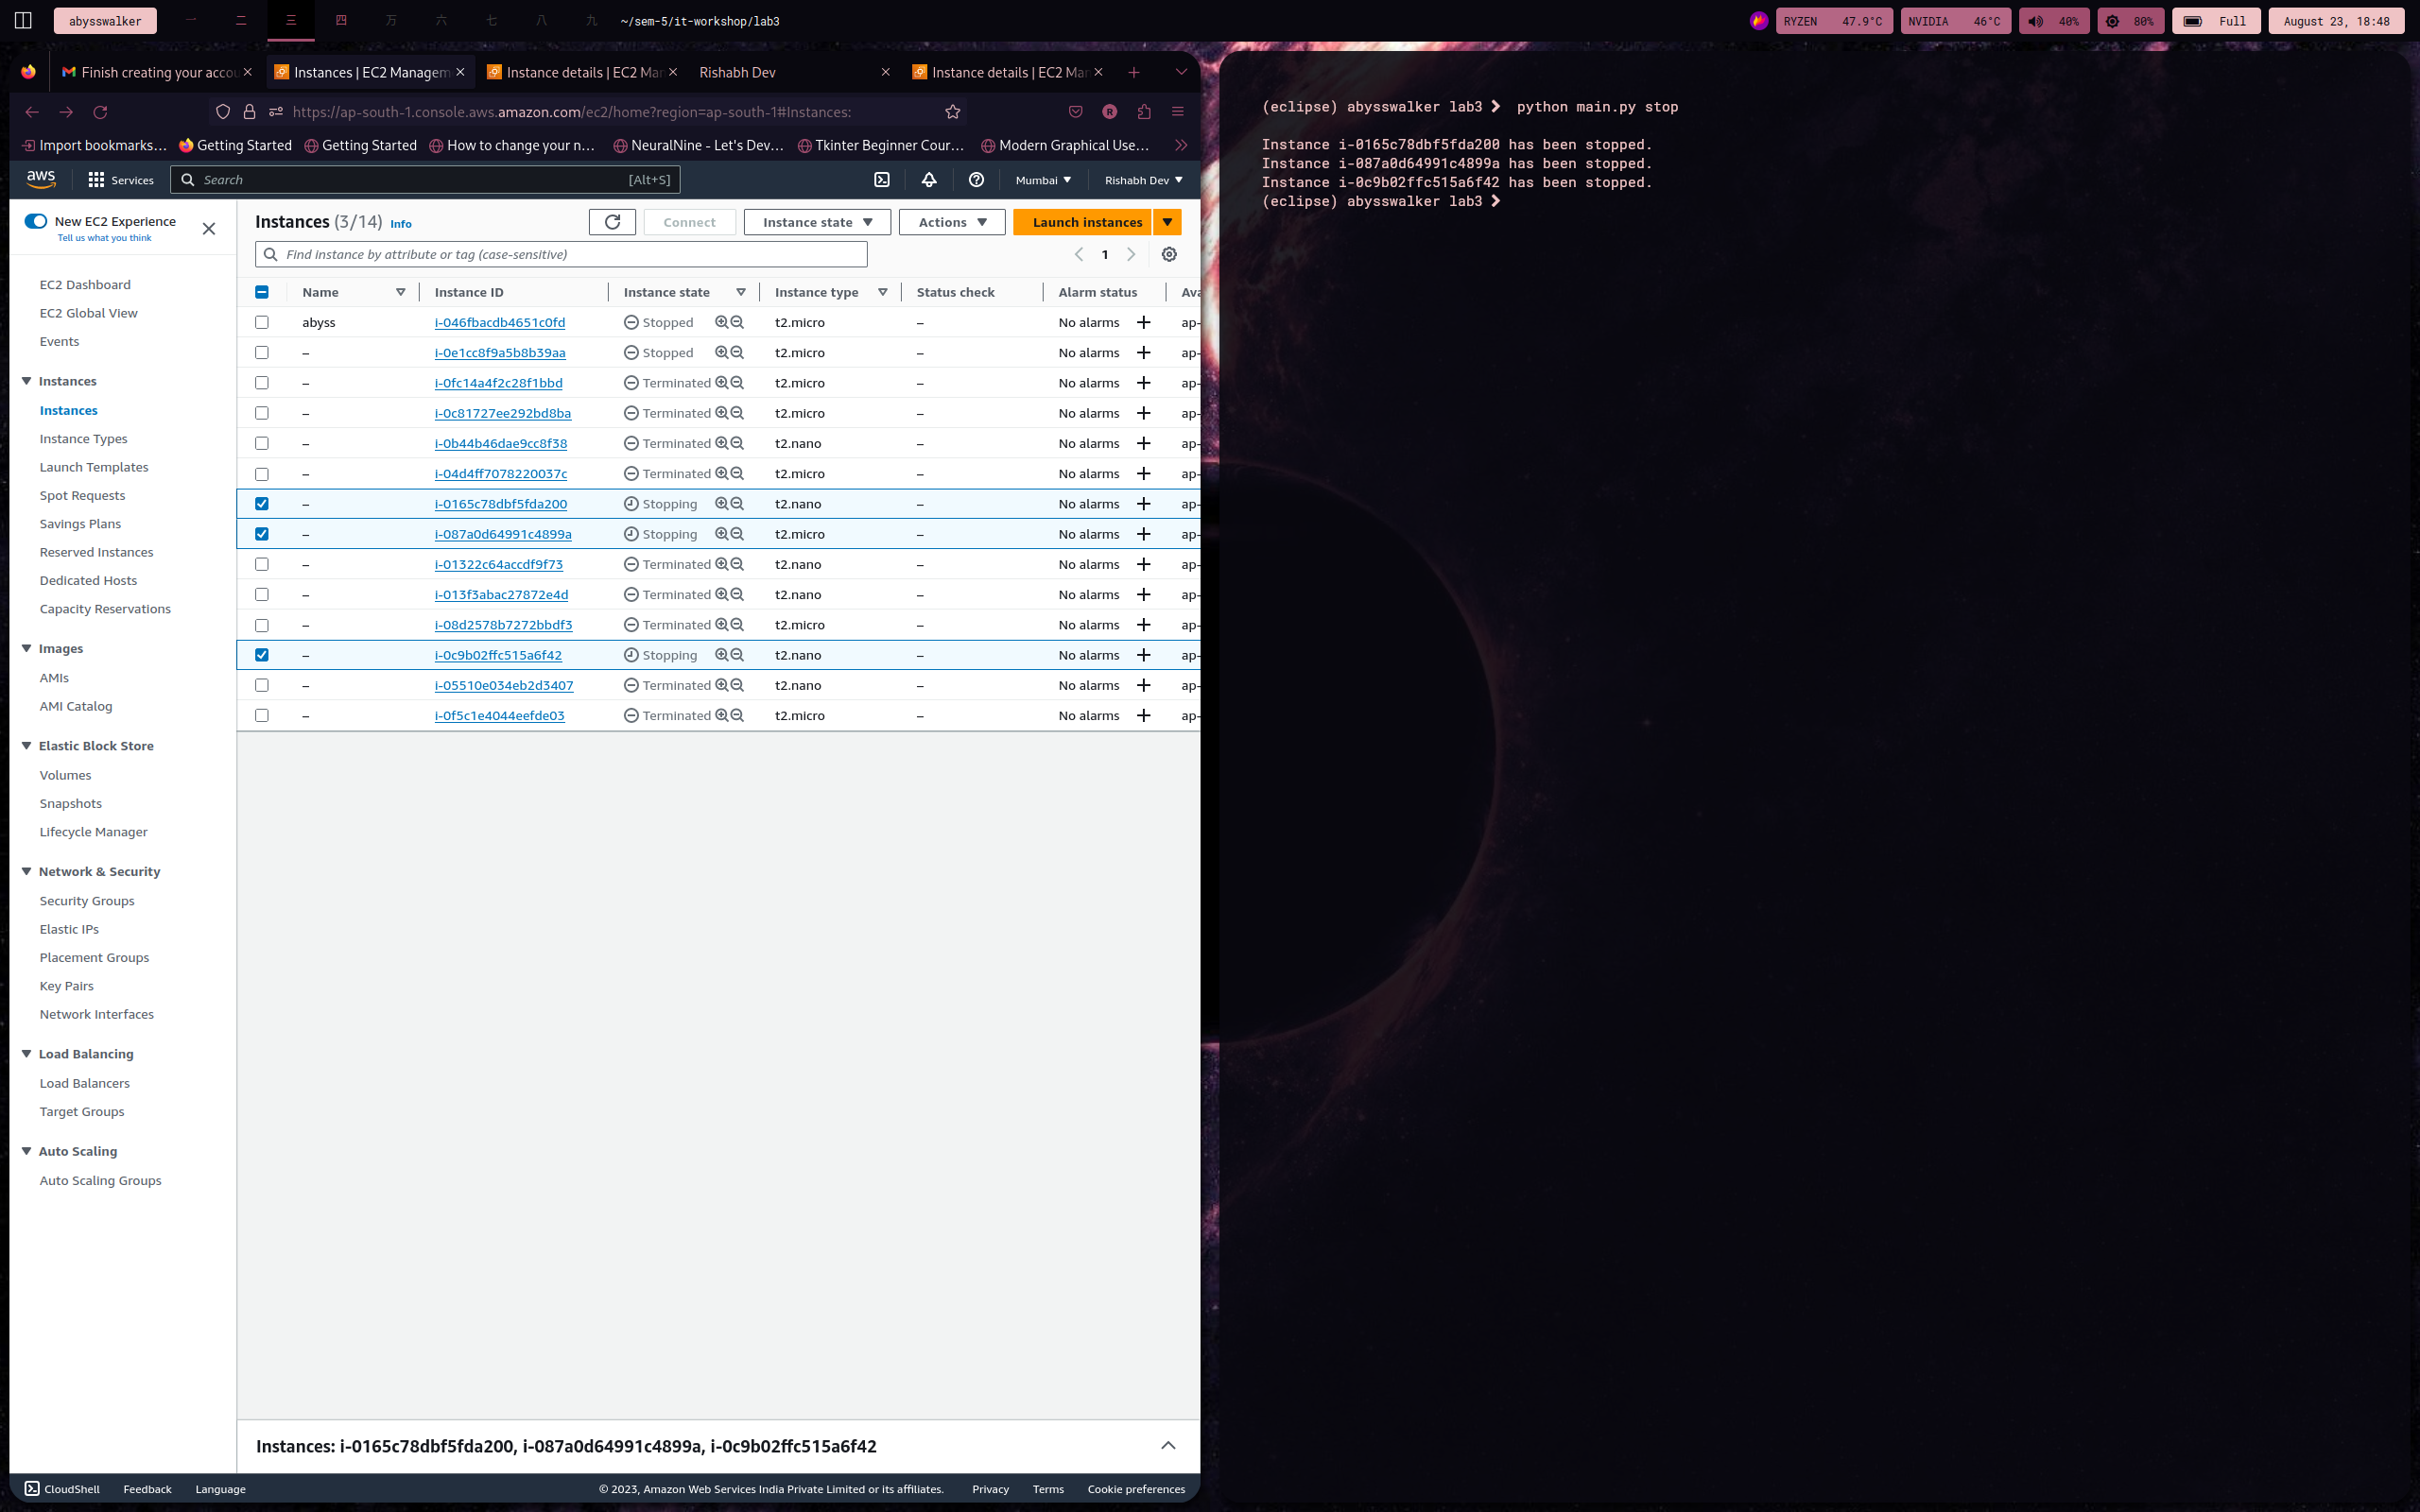 abysswalker 一 二 三 四 万 六 七 八 九 ~/sem-5/it-workshop/lab3 RYZEN 47.9°C NVIDIA 46°C 40% 80% Full August 23, 18:48
Finish creating your accou Instances | EC2 Managem Instance details | EC2 Mar Rishabh Dev Instance details | EC2 Mar
https://ap-south-1.console.aws.amazon.com/ec2/home?region=ap-south-1#Instances:
Import bookmarks... Getting Started Getting Started How to change your n... NeuralNine - Let's Dev... Tkinter Beginner Cour... Modern Graphical Use...
aws Services Search [Alt+S] Mumbai Rishabh Dev
New EC2 Experience
Tell us what you think
EC2 Dashboard
EC2 Global View
Events
Instances
Instances
Instance Types
Launch Templates
Spot Requests
Savings Plans
Reserved Instances
Dedicated Hosts
Capacity Reservations
Images
AMIs
AMI Catalog
Elastic Block Store
Volumes
Snapshots
Lifecycle Manager
Network & Security
Security Groups
Elastic IPs
Placement Groups
Key Pairs
Network Interfaces
Load Balancing
Load Balancers
Target Groups
Auto Scaling
Auto Scaling Groups
Instances (3/14) Info Connect Instance state Actions Launch instances
Find instance by attribute or tag (case-sensitive) 1
Name Instance ID Instance state Instance type Status check Alarm status Ava
abyss i-046fbacdb4651c0fd Stopped t2.micro – No alarms + ap-
– i-0e1cc8f9a5b8b39aa Stopped t2.micro – No alarms + ap-
– i-0fc14a4f2c28f1bbd Terminated t2.micro – No alarms + ap-
– i-0c81727ee292bd8ba Terminated t2.micro – No alarms + ap-
– i-0b44b46dae9cc8f38 Terminated t2.nano – No alarms + ap-
– i-04d4ff7078220037c Terminated t2.micro – No alarms + ap-
– i-0165c78dbf5fda200 Stopping t2.nano – No alarms + ap-
– i-087a0d64991c4899a Stopping t2.micro – No alarms + ap-
– i-01322c64accdf9f73 Terminated t2.nano – No alarms + ap-
– i-013f3abac27872e4d Terminated t2.nano – No alarms + ap-
– i-08d2578b7272bbdf3 Terminated t2.micro – No alarms + ap-
– i-0c9b02ffc515a6f42 Stopping t2.nano – No alarms + ap-
– i-05510e034eb2d3407 Terminated t2.nano – No alarms + ap-
– i-0f5c1e4044eefde03 Terminated t2.micro – No alarms + ap-
Instances: i-0165c78dbf5fda200, i-087a0d64991c4899a, i-0c9b02ffc515a6f42
CloudShell Feedback Language © 2023, Amazon Web Services India Private Limited or its affiliates. Privacy Terms Cookie preferences
(eclipse) abysswalker lab3 ❯ python main.py stop
Instance i-0165c78dbf5fda200 has been stopped.
Instance i-087a0d64991c4899a has been stopped.
Instance i-0c9b02ffc515a6f42 has been stopped.
(eclipse) abysswalker lab3 ❯